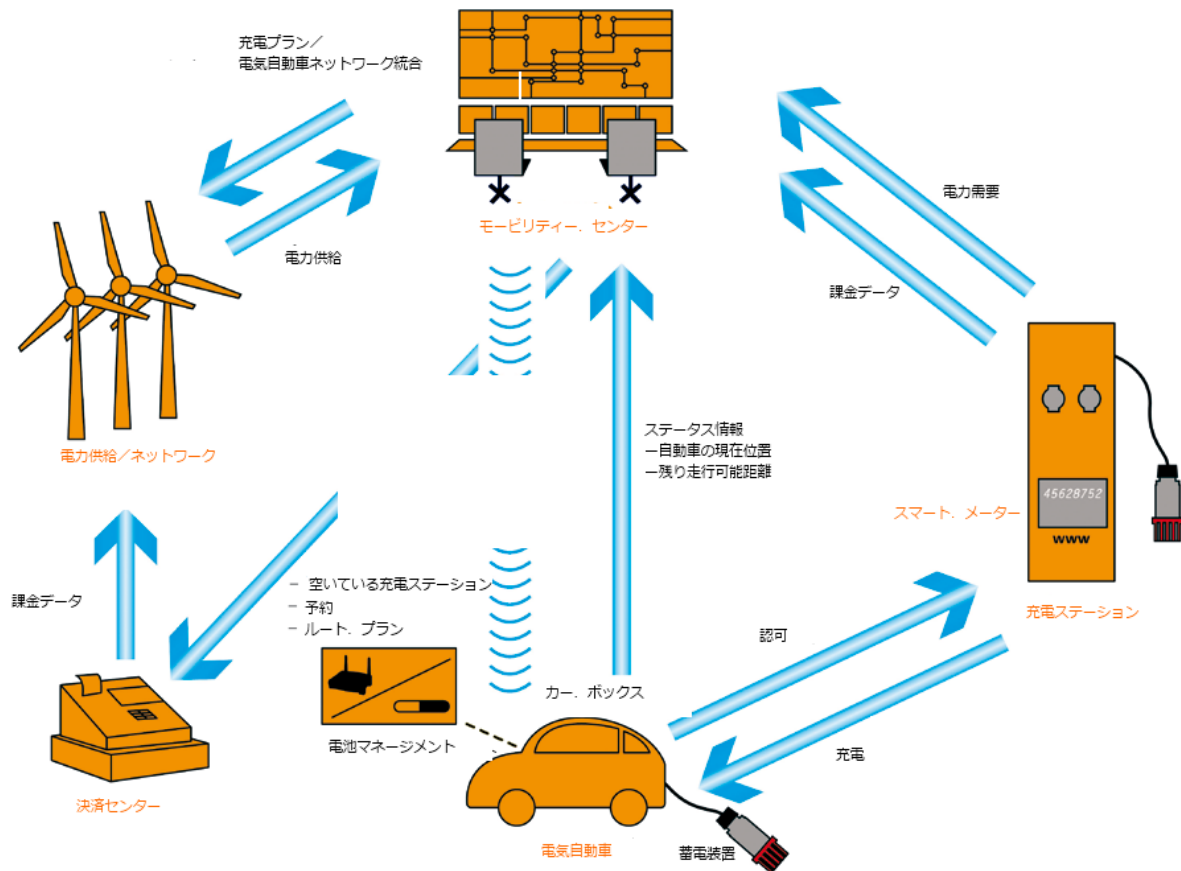 充電プラン／
電気自動車ネットワーク統合
モービリティー．センター
電力需要
電力供給
課金データ
電力供給／ネットワーク
ステータス情報
ー自動車の現在位置
ー残り走行可能距離
45628752
スマート．メーター
www
充電ステーション
課金データ
－ 空いている充電ステーション
－ 予約
－ ルート．プラン
認可
カー．ボックス
電池マネージメント
充電
決済センター
電気自動車
蓄電装置